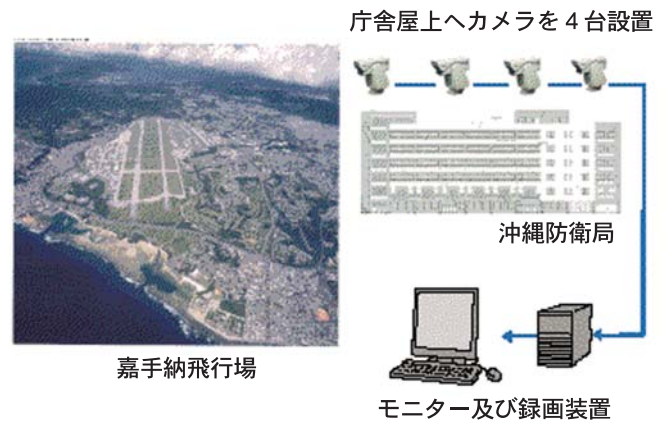 庁舎屋上へカメラを4台設置
沖縄防衛局
嘉手納飛行場
モニター及び録画装置